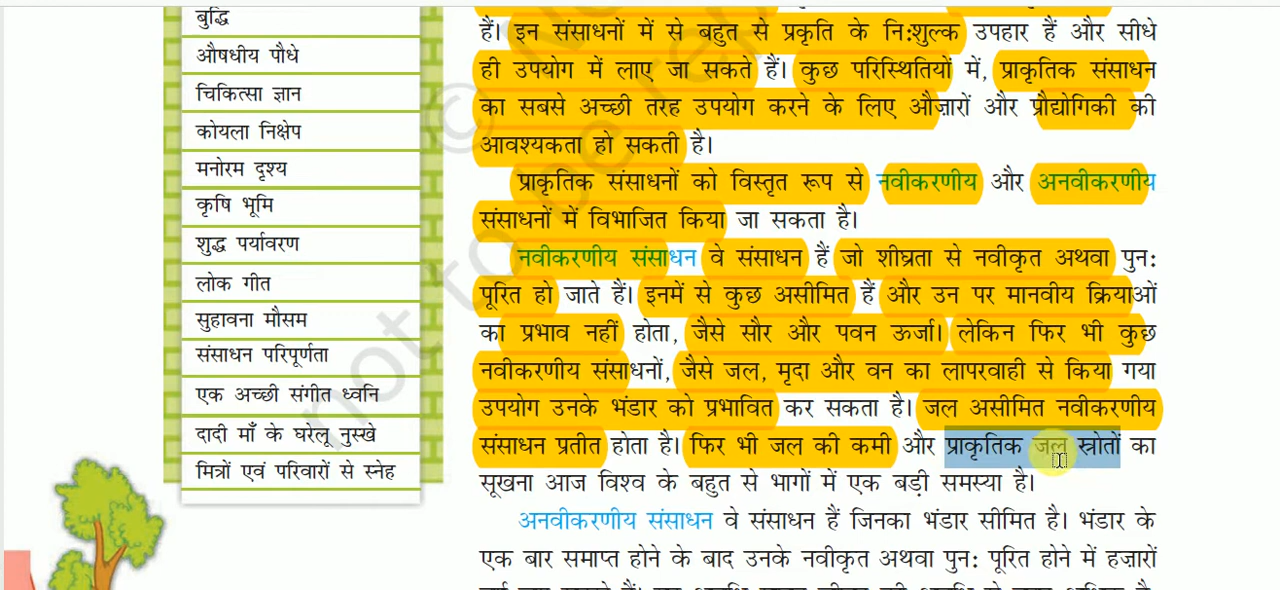 बुद्धि
औषधीय पौधे
चिकित्सा ज्ञान
कोयला निक्षेप
मनोरम दृश्य
कृषि भूमि
शुद्ध पर्यावरण
लोक गीत
सुहावना मौसम
संसाधन परिपूर्णता
एक अच्छी संगीत ध्वनि
दादी माँ के घरेलू नुस्खे
मित्रों एवं परिवारों से स्नेह
हैं। इन संसाधनों में से बहुत से प्रकृति के नि:शुल्क उपहार हैं और सीधे
ही उपयोग में लाए जा सकते हैं। कुछ परिस्थितियों में, प्राकृतिक संसाधन
का सबसे अच्छी तरह उपयोग करने के लिए औज़ारों और प्रौद्योगिकी की
आवश्यकता हो सकती है।
प्राकृतिक संसाधनों को विस्तृत रूप से नवीकरणीय और अनवीकरणीय
संसाधनों में विभाजित किया जा सकता है।
नवीकरणीय संसाधन वे संसाधन हैं जो शीघ्रता से नवीकृत अथवा पुन:
पूरित हो जाते हैं। इनमें से कुछ असीमित हैं और उन पर मानवीय क्रियाओं
का प्रभाव नहीं होता, जैसे सौर और पवन ऊर्जा। लेकिन फिर भी कुछ
नवीकरणीय संसाधनों, जैसे जल, मृदा और वन का लापरवाही से किया गया
उपयोग उनके भंडार को प्रभावित कर सकता है। जल असीमित नवीकरणीय
संसाधन प्रतीत होता है। फिर भी जल की कमी और प्राकृतिक जल स्रोतों का
सूखना आज विश्व के बहुत से भागों में एक बड़ी समस्या है।
अनवीकरणीय संसाधन वे संसाधन हैं जिनका भंडार सीमित है। भंडार के
एक बार समाप्त होने के बाद उनके नवीकृत अथवा पुन: पूरित होने में हज़ारों